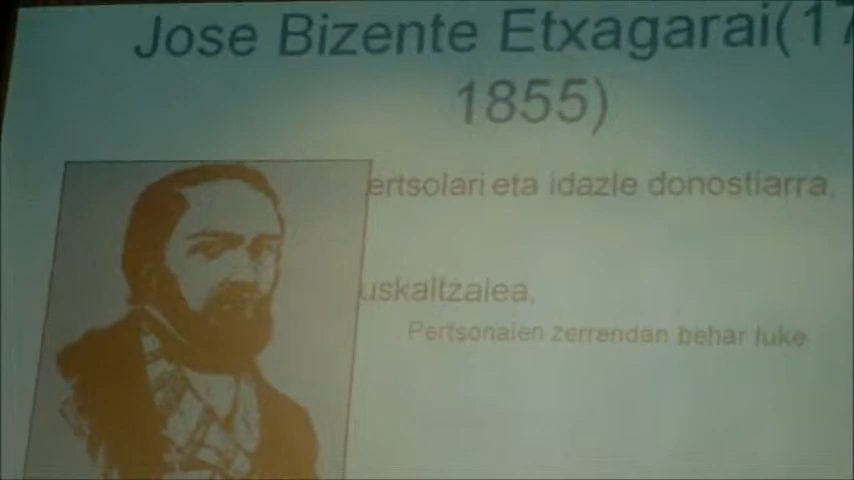 Jose Bizente Etxagarai(17
1855)
ertsolari eta idazle donostiarra.
uskaltzalea.
Pertsonaien zerrendan behar luke